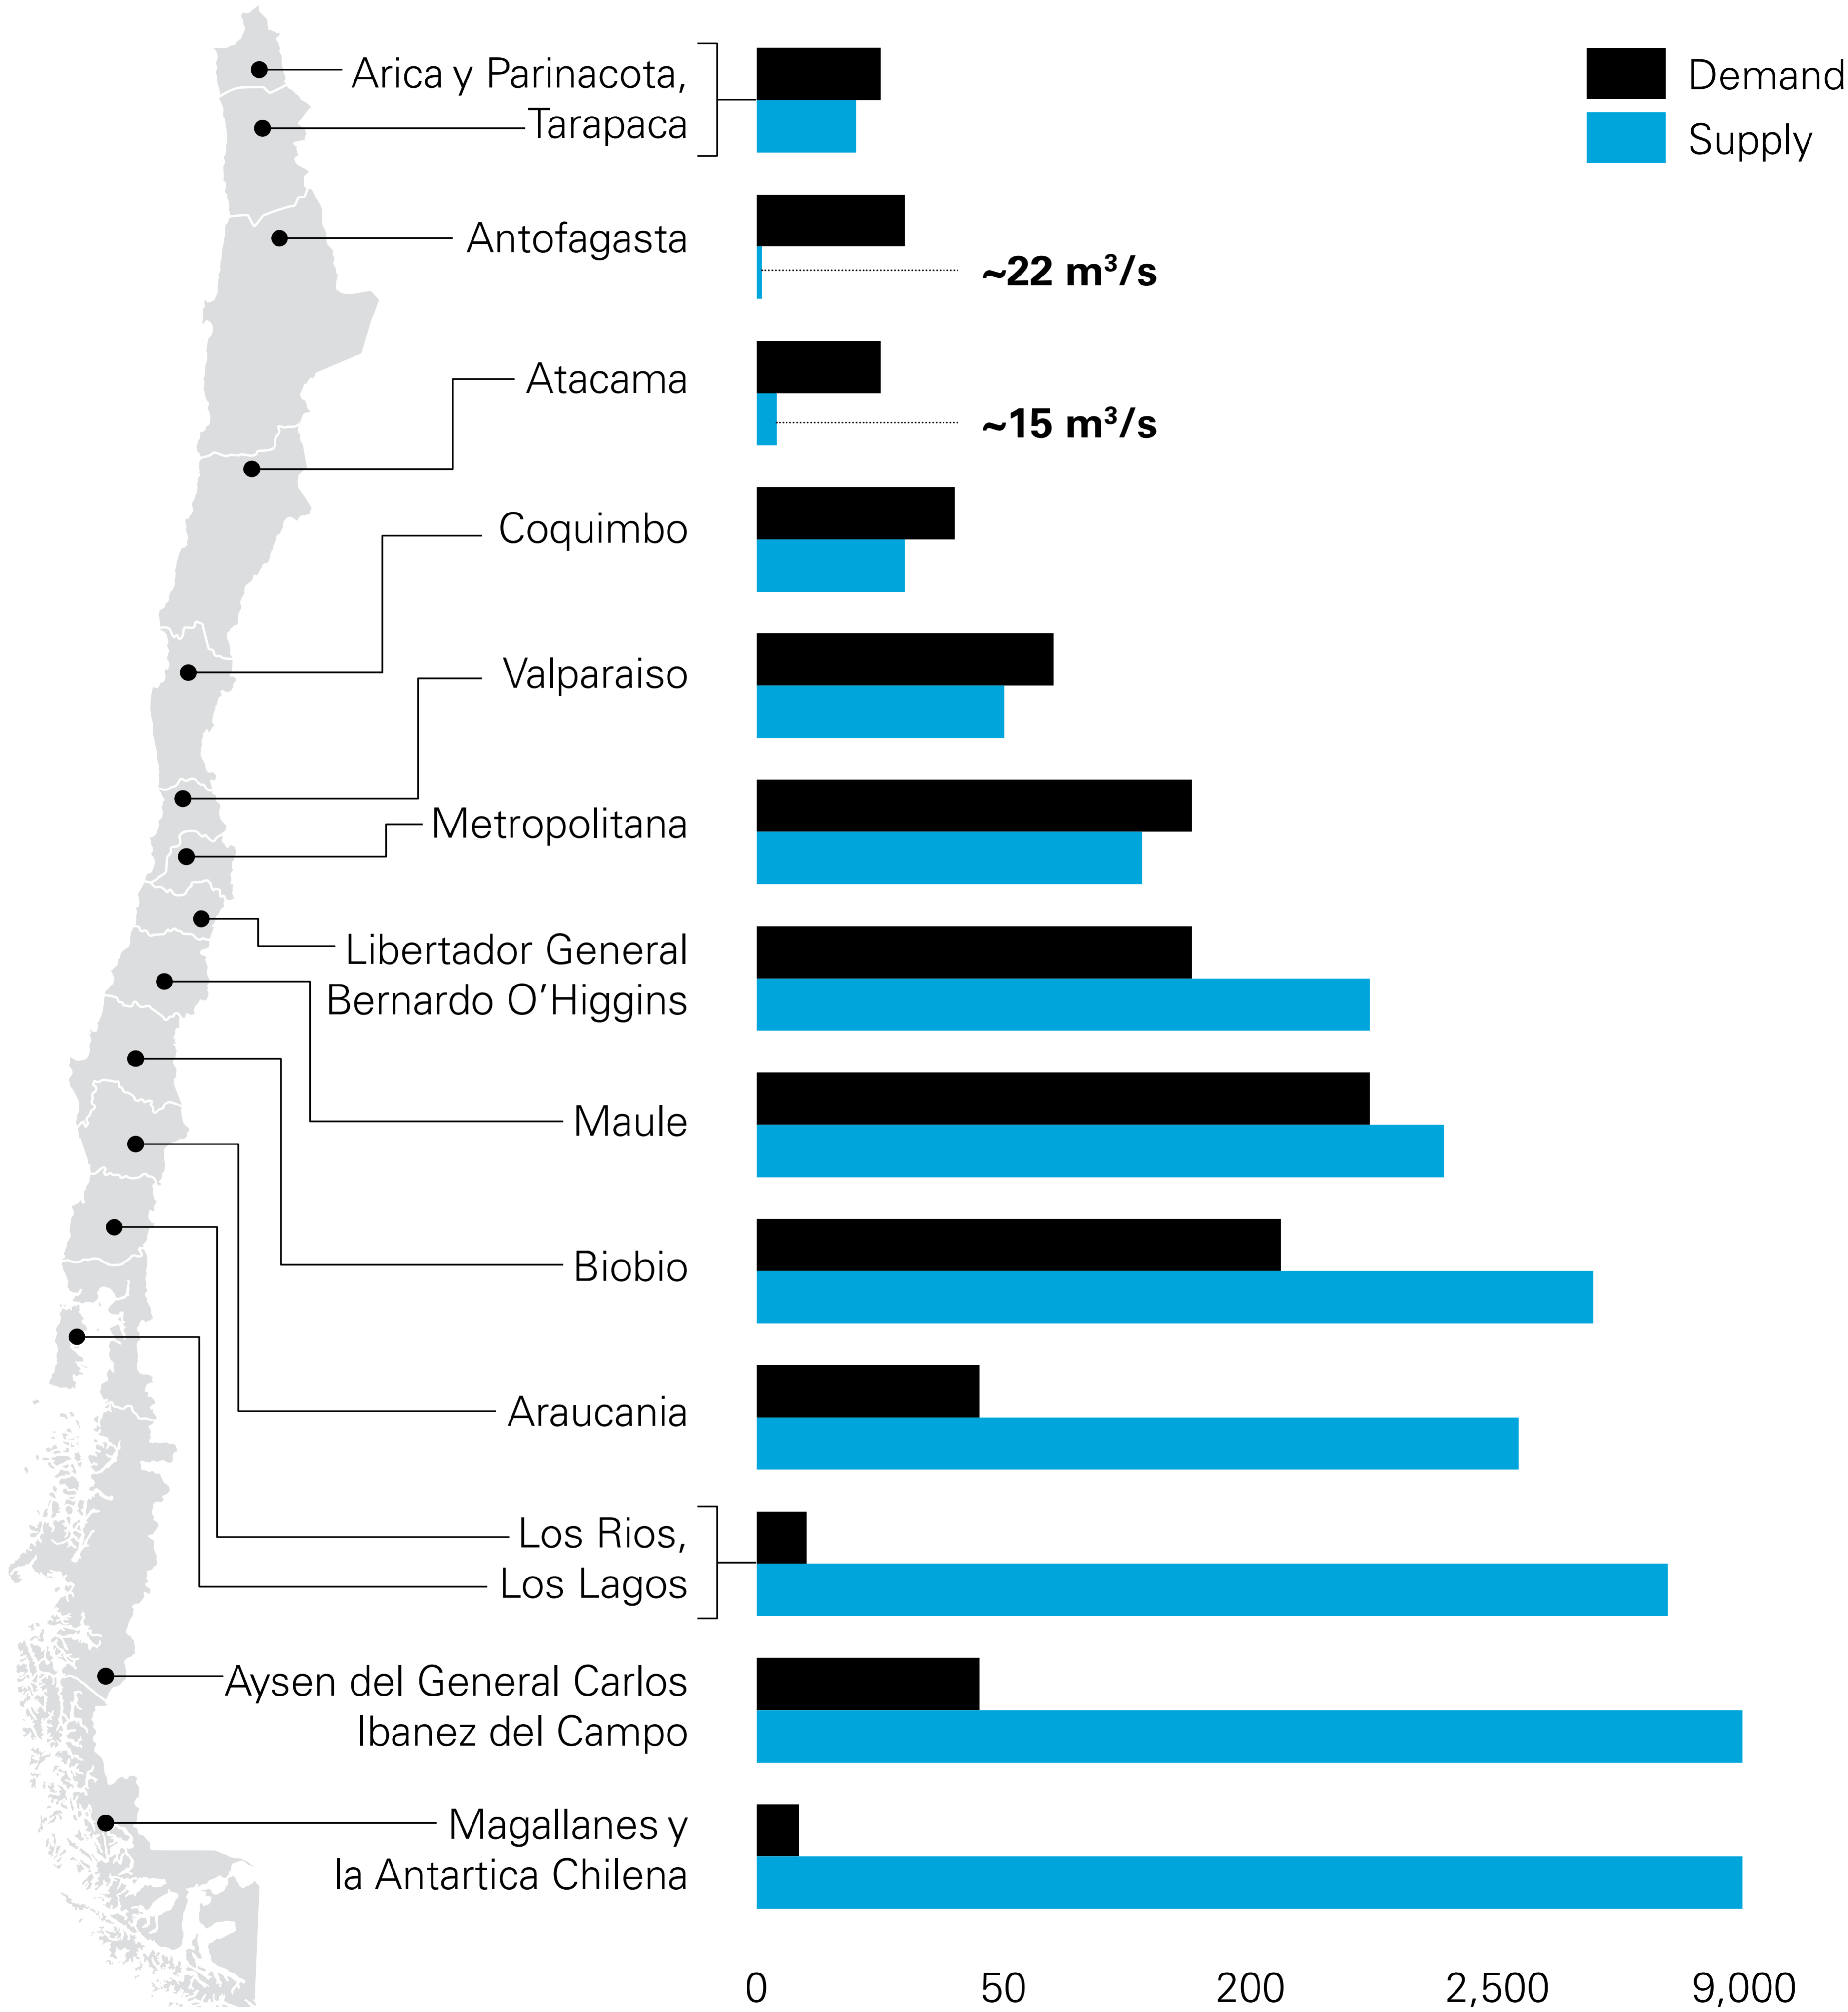 Arica y Parinacota,
Tarapaca
Demand
Supply
Antofagasta
~22 m³/s
Atacama
~15 m³/s
Coquimbo
Valparaiso
Metropolitana
Libertador General
Bernardo O’Higgins
Maule
Biobio
Araucania
Los Rios,
Los Lagos
Aysen del General Carlos
Ibanez del Campo
Magallanes y
la Antartica Chilena
0 50 200 2,500 9,000